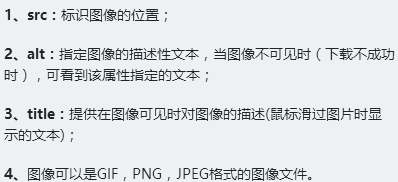 1、src：标识图像的位置；
2、alt：指定图像的描述性文本，当图像不可见时（下载不成功
时），可看到该属性指定的文本；
3、title：提供在图像可见时对图像的描述(鼠标滑过图片时显
示的文本)；
4、图像可以是GIF，PNG，JPEG格式的图像文件。